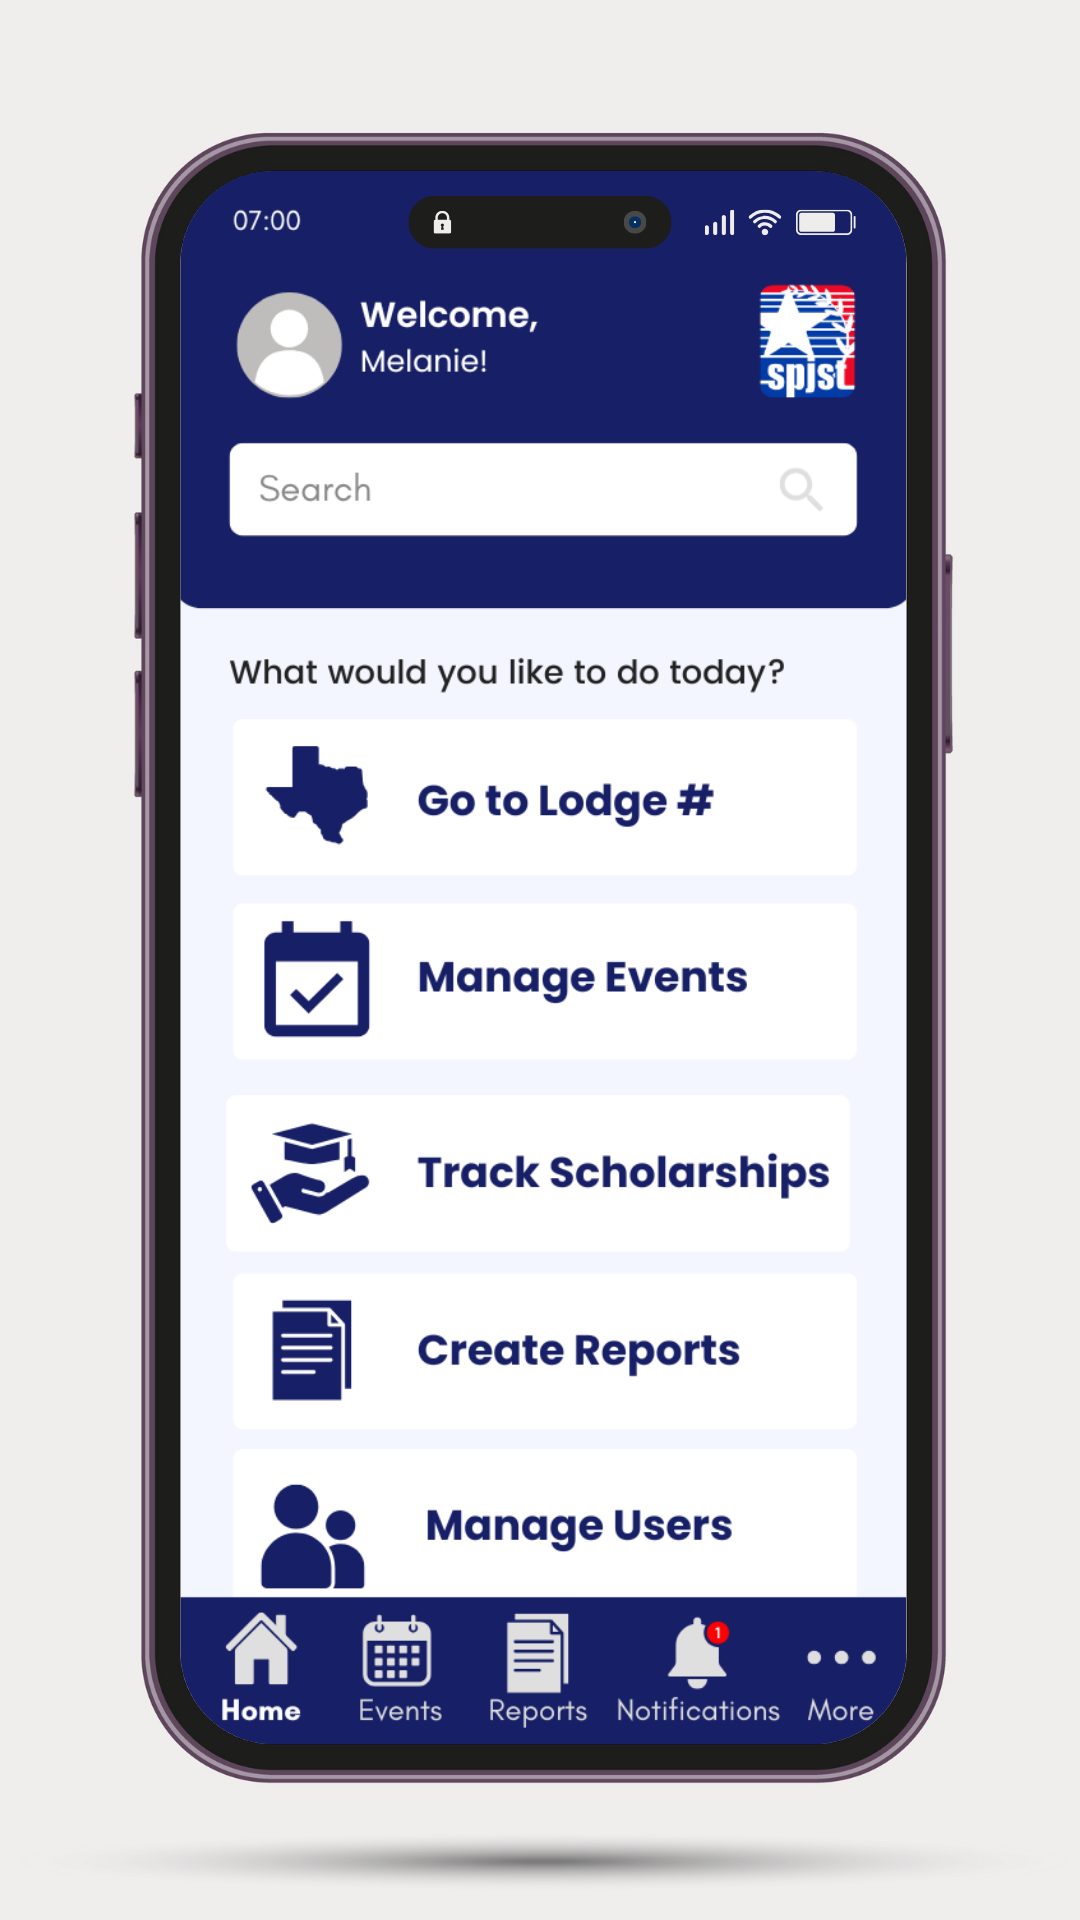 07:00
Welcome,
Melanie!
spjst
Search
What would you like to do today?
Go to Lodge #
Manage Events
Track Scholarships
Create Reports
Manage Users
1
Home Events Reports Notifications More